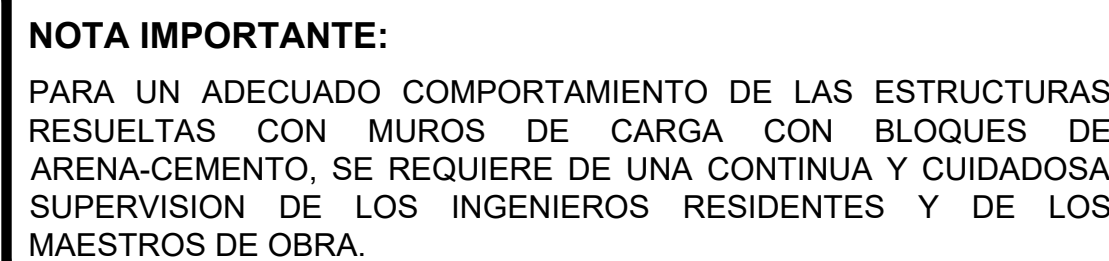 NOTA IMPORTANTE:
PARA UN ADECUADO COMPORTAMIENTO DE LAS ESTRUCTURAS
RESUELTAS CON MUROS DE CARGA CON BLOQUES DE
ARENA-CEMENTO, SE REQUIERE DE UNA CONTINUA Y CUIDADOSA
SUPERVISION DE LOS INGENIEROS RESIDENTES Y DE LOS
MAESTROS DE OBRA.